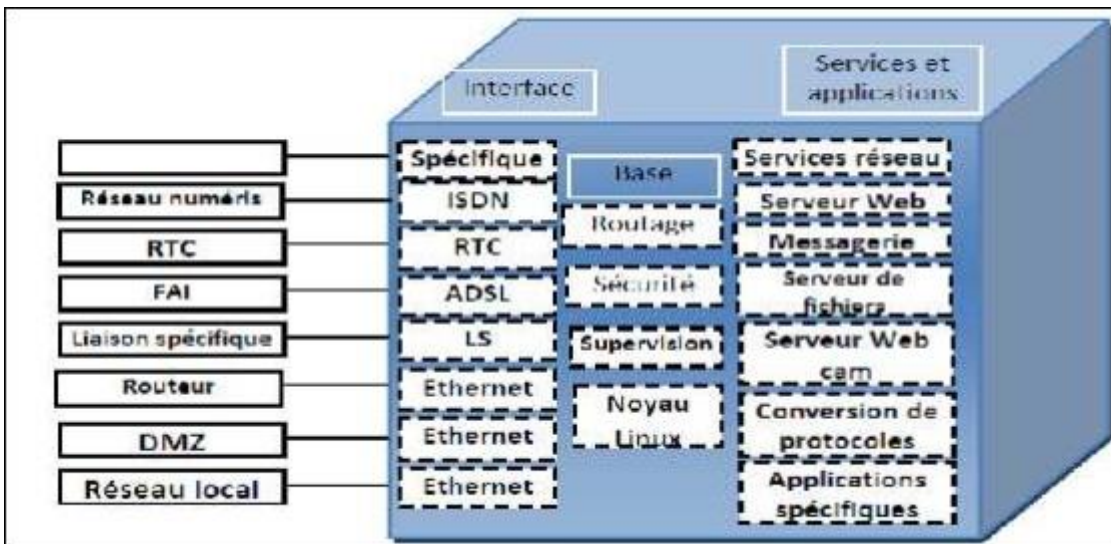 Interface
Services et
applications
Spécifique
Base
Services réseau
Réseau numéris
ISDN
Routage
Serveur Web
RTC
RTC
Messagerie
FAI
ADSL
Sécurité
Serveur de
fichiers
Liaison spécifique
LS
Supervision
Serveur Web
cam
Routeur
Ethernet
Noyau
Linux
Conversion de
protocoles
DMZ
Ethernet
Réseau local
Ethernet
Applications
spécifiques